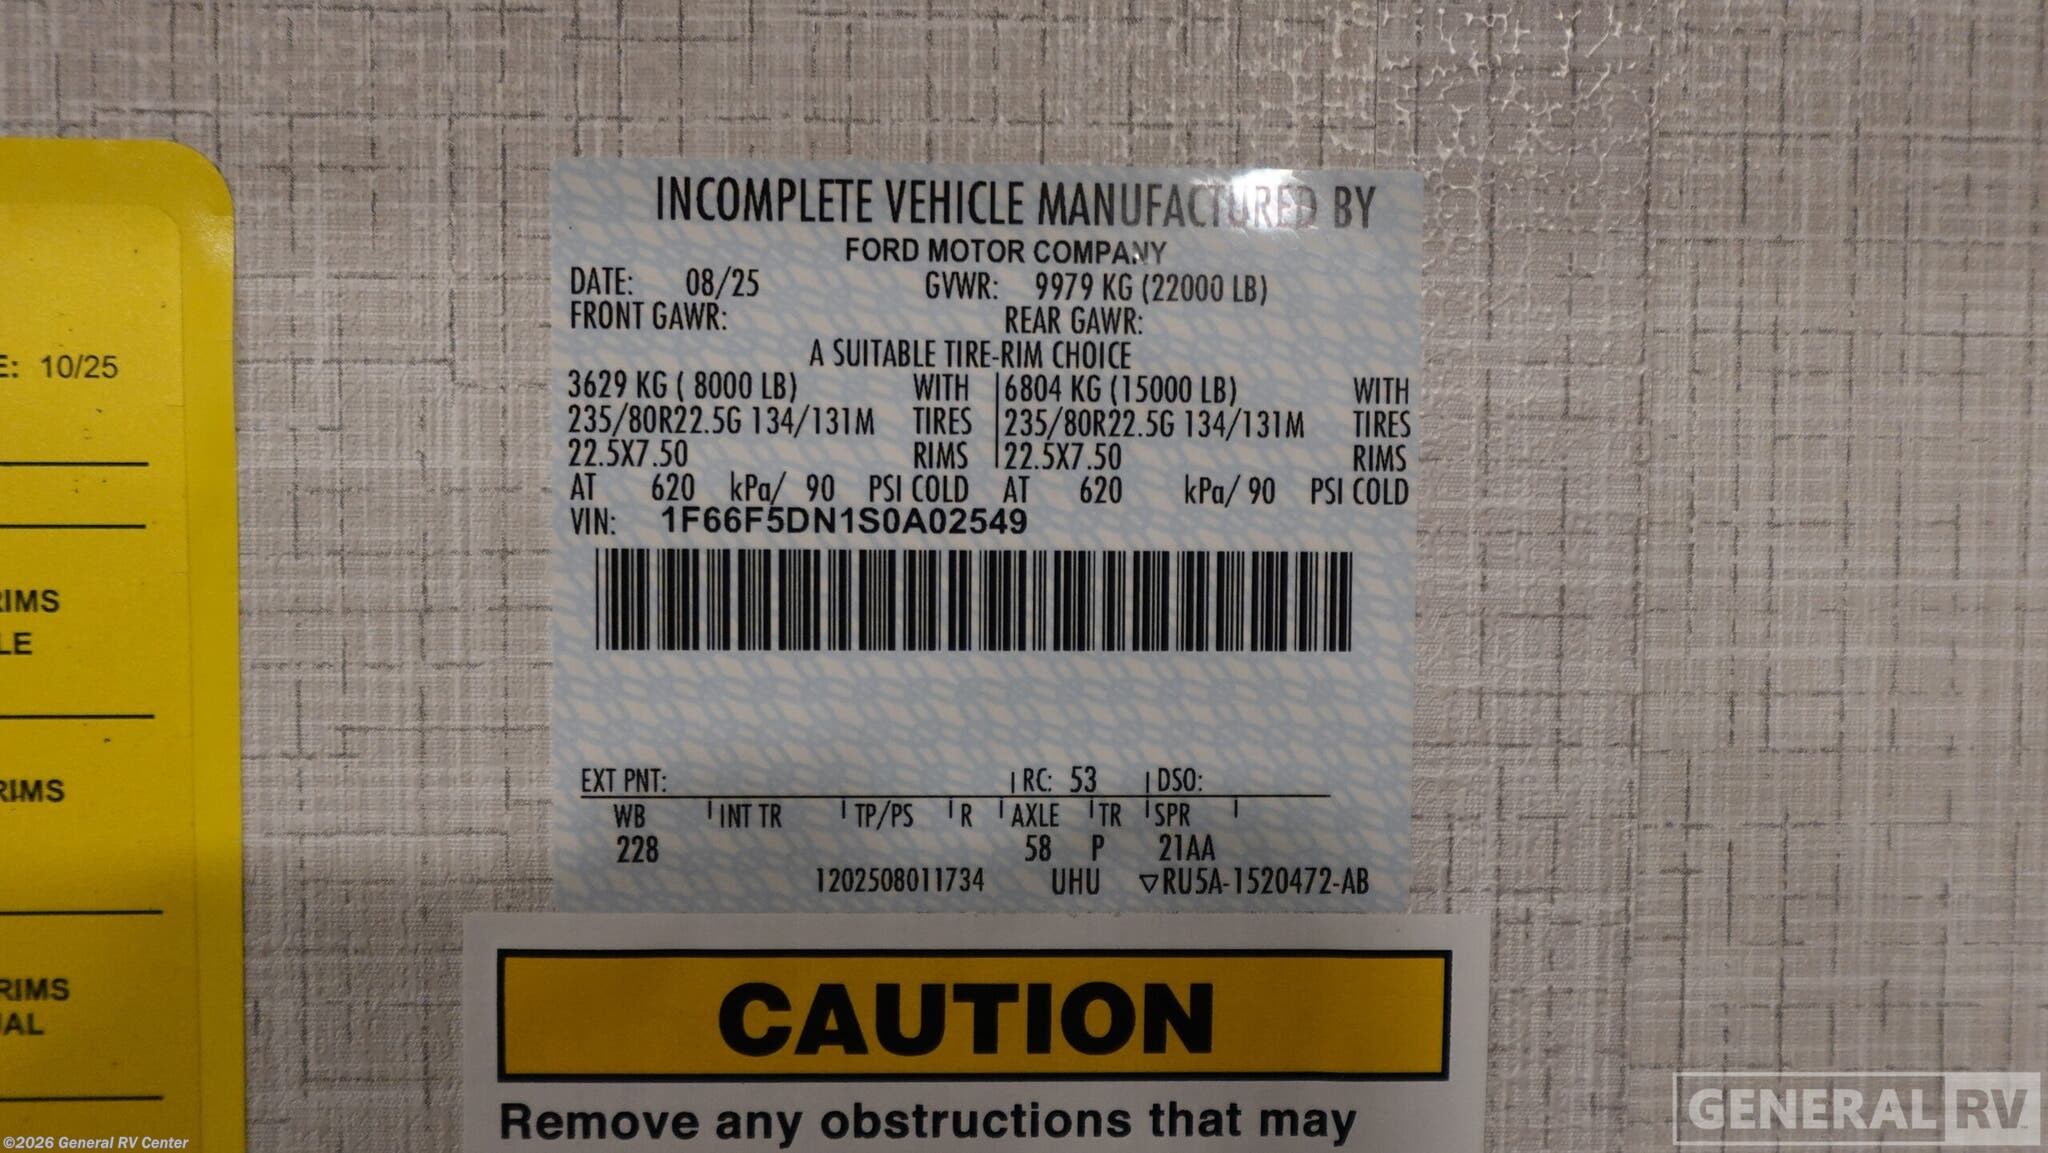 E: 10/25
RIMS
LE
RIMS
RIMS
UAL
INCOMPLETE VEHICLE MANUFACTURED BY
FORD MOTOR COMPANY
DATE: 08/25 GVWR: 9979 KG (22000 LB)
FRONT GAWR: REAR GAWR:
A SUITABLE TIRE-RIM CHOICE
3629 KG ( 8000 LB) WITH 6804 KG (15000 LB) WITH
235/80R22.5G 134/131M TIRES 235/80R22.5G 134/131M TIRES
22.5X7.50 RIMS 22.5X7.50 RIMS
AT 620 kPa/ 90 PSI COLD AT 620 kPa/ 90 PSI COLD
VIN: 1F66F5DN1S0A02549
EXT PNT: RC: 53 DSO:
WB INT TR TP/PS R AXLE TR SPR
228 58 P 21AA
1202508011734 UHU ▽RU5A-1520472-AB
CAUTION
Remove any obstructions that may
©2026 General RV Center
GENERAL RV